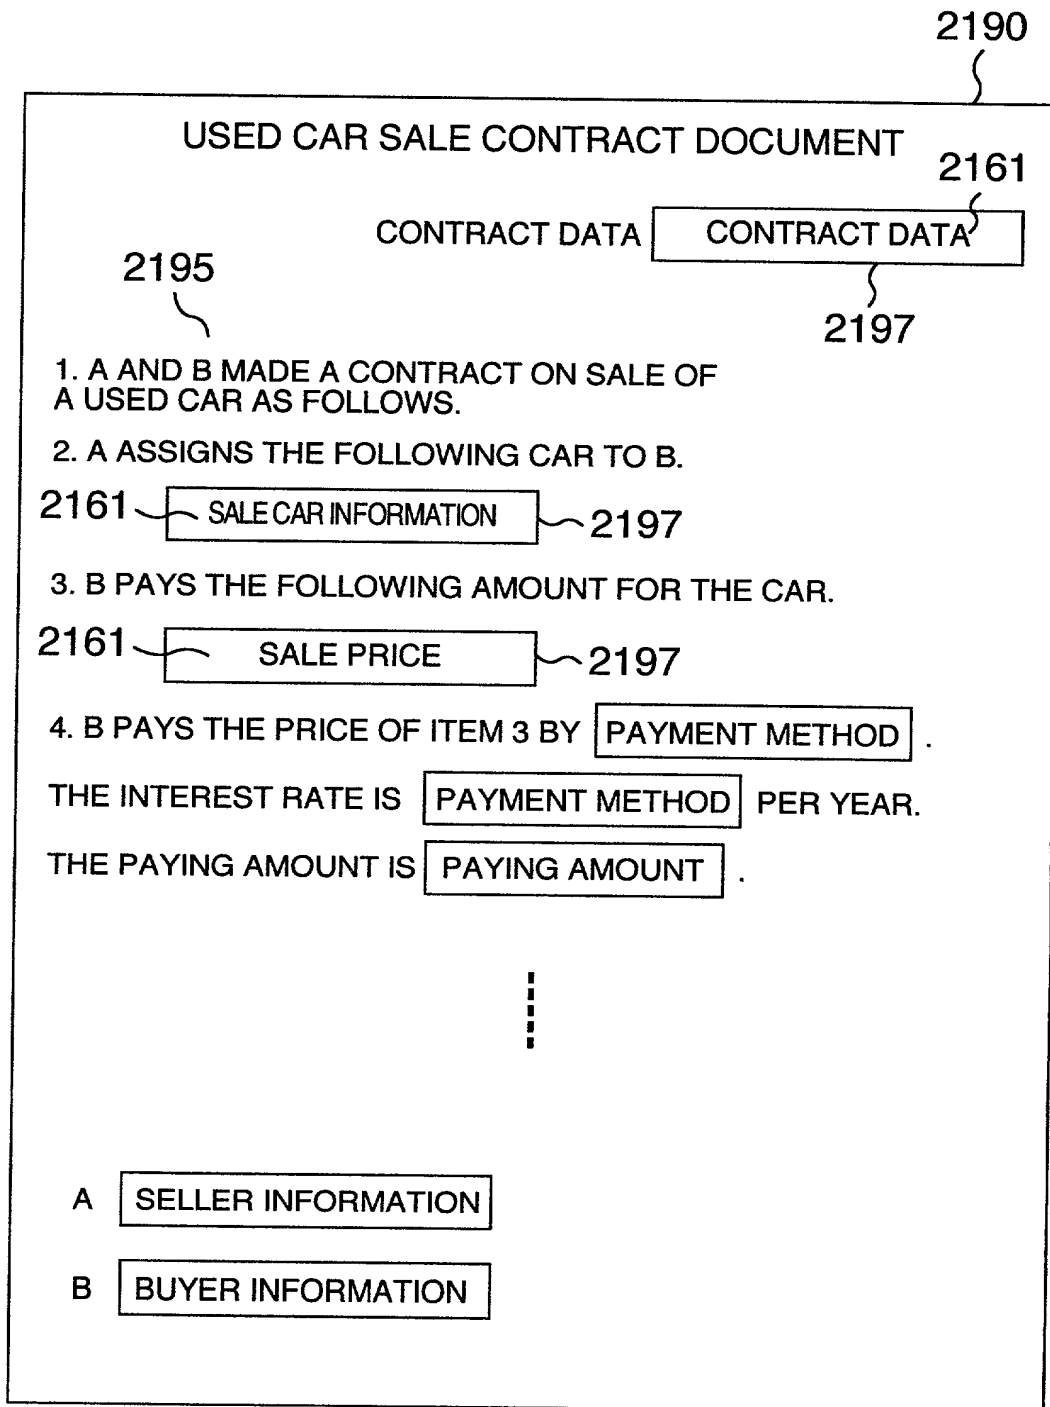 2190
USED CAR SALE CONTRACT DOCUMENT
2161
CONTRACT DATA CONTRACT DATA
2195
2197
1. A AND B MADE A CONTRACT ON SALE OF
A USED CAR AS FOLLOWS.
2. A ASSIGNS THE FOLLOWING CAR TO B.
2161 SALE CAR INFORMATION 2197
3. B PAYS THE FOLLOWING AMOUNT FOR THE CAR.
2161 SALE PRICE 2197
4. B PAYS THE PRICE OF ITEM 3 BY PAYMENT METHOD .
THE INTEREST RATE IS PAYMENT METHOD PER YEAR.
THE PAYING AMOUNT IS PAYING AMOUNT .
A SELLER INFORMATION
B BUYER INFORMATION